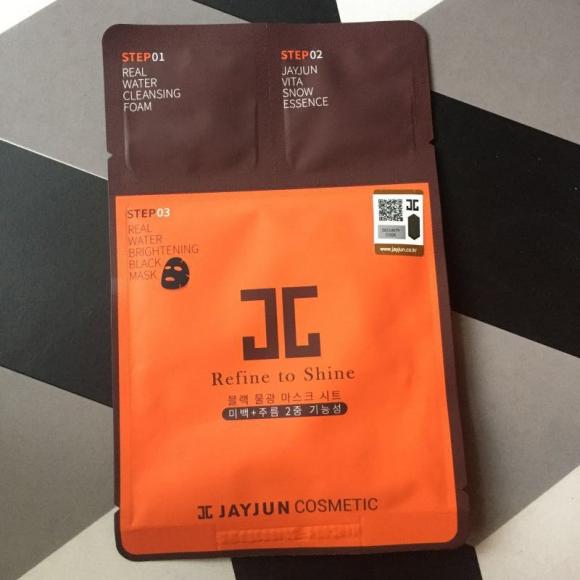 STEP01
REAL
WATER
CLEANSING
FOAM
STEP02
JAYJUN
VITA
SNOW
ESSENCE
STEP03
REAL
WATER
BRIGHTENING
BLACK
MASK
www.jayjun.co.kr
Refine to Shine
블랙 물광 마스크 시트
미백+주름 2중 기능성
JAYJUN COSMETIC